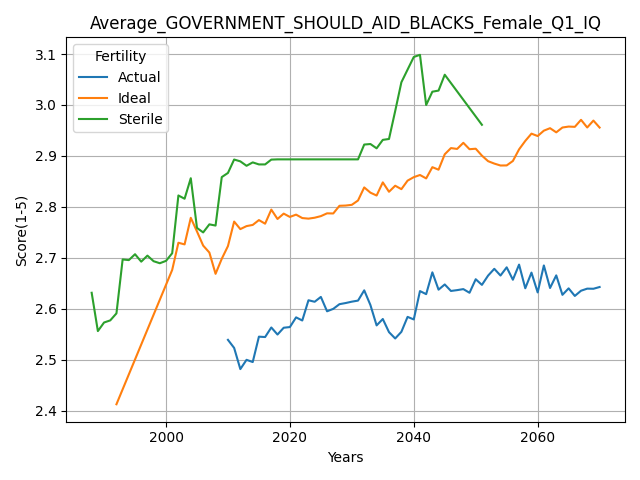 Average_GOVERNMENT_SHOULD_AID_BLACKS_Female_Q1_IQ
Fertility
Actual
Ideal
Sterile
Score(1-5)
3.1
3.0
2.9
2.8
2.7
2.6
2.5
2.4
2000
2020
2040
2060
Years